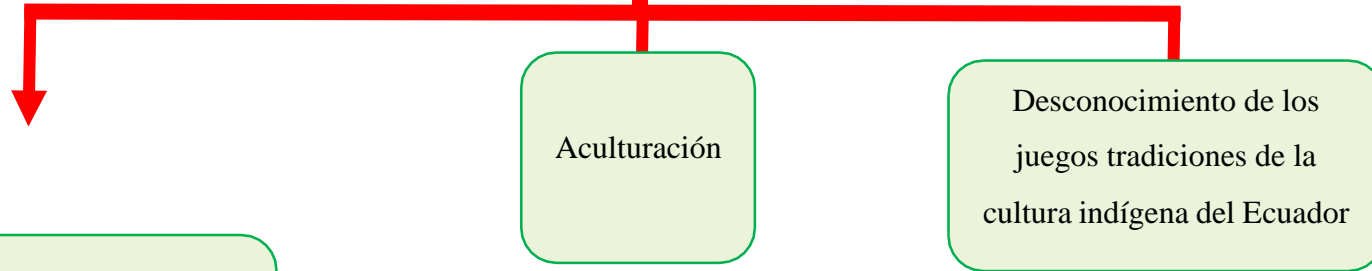 Aculturación
Desconocimiento de los
juegos tradiciones de la
cultura indígena del Ecuador